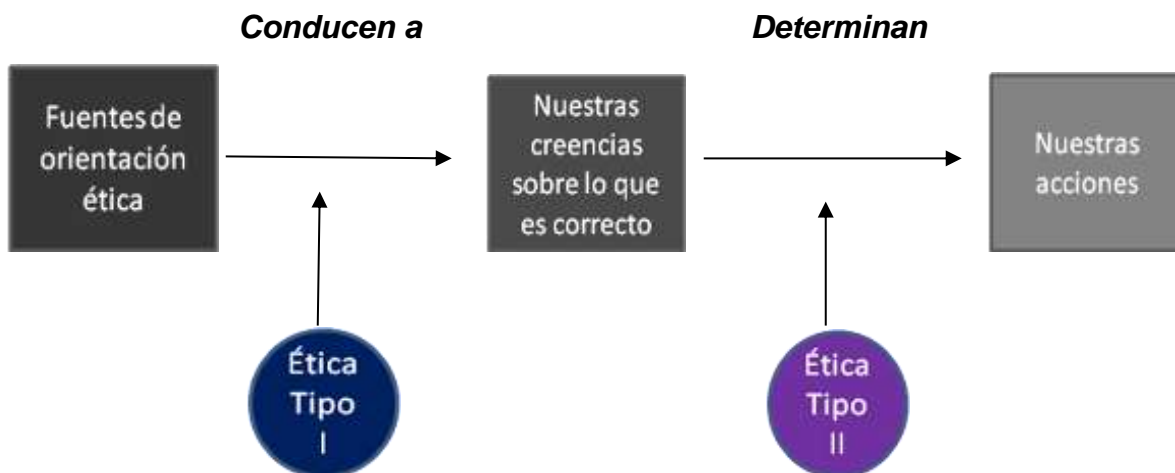 Conducen a
Determinan
Fuentes de
orientación
ética
Nuestras
creencias
sobre lo que
es correcto
Nuestras
acciones
Ética
Tipo
I
Ética
Tipo
II